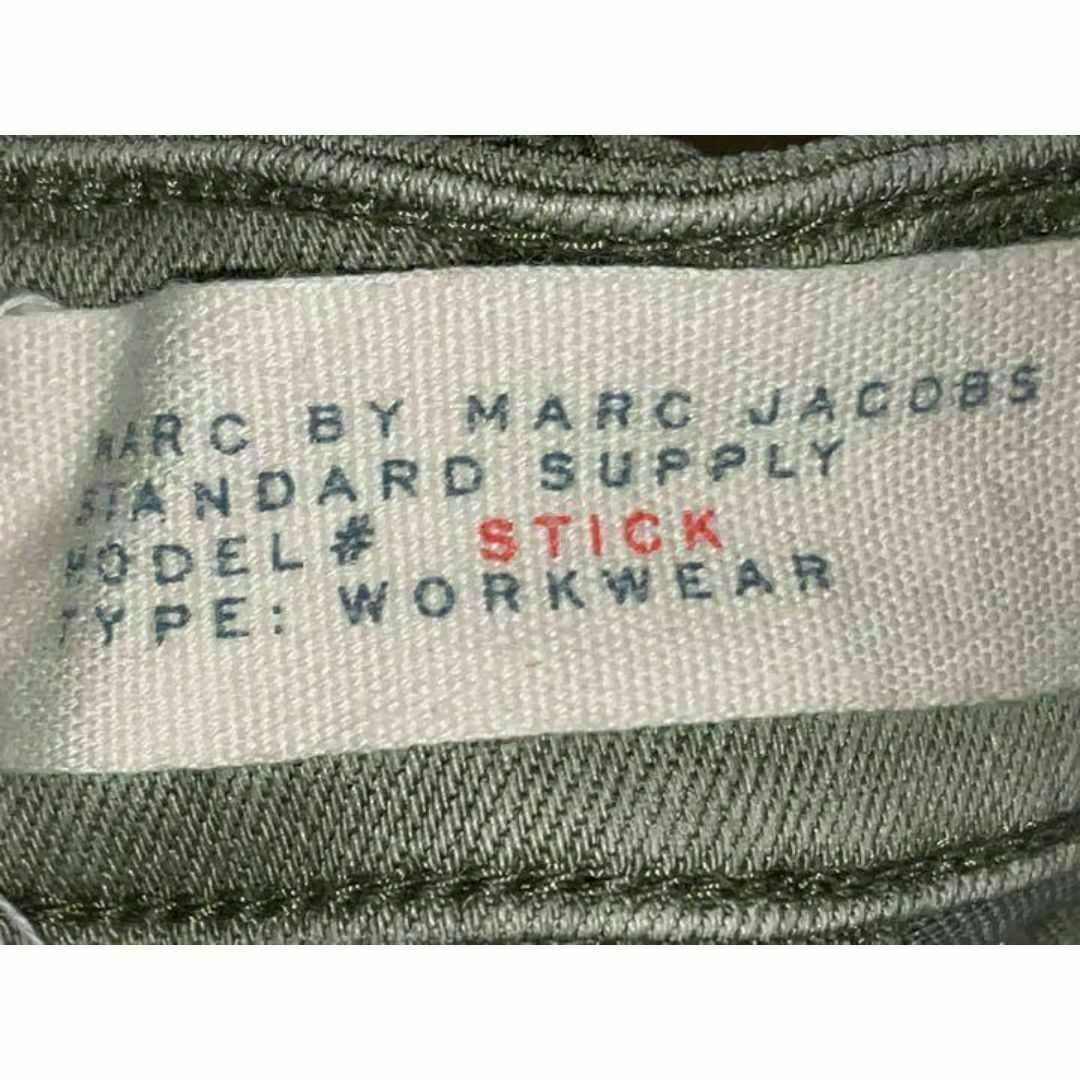 MARC BY MARC JACOBS
STANDARD SUPPLY
MODEL# STICK
TYPE: WORKWEAR